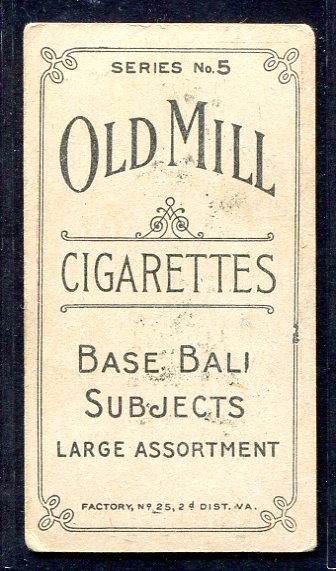 SERIES No. 5
OLD MILL
CIGARETTES
BASE BALL
SUBJECTS
LARGE ASSORTMENT
FACTORY, Nº 25, 2d DIST. VA.